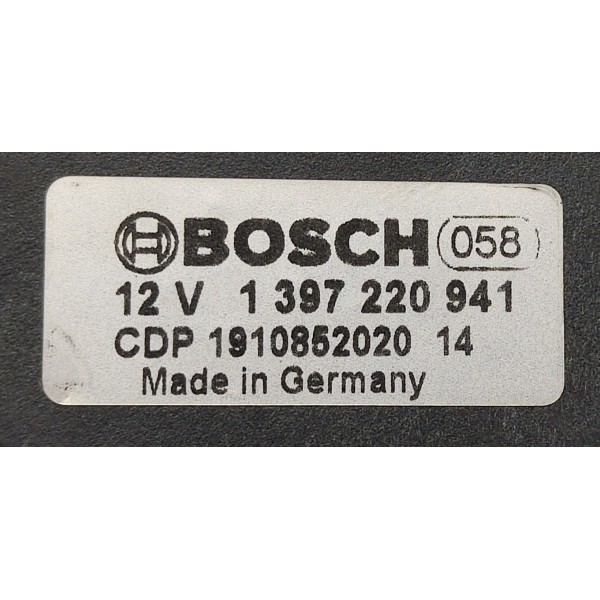 BOSCH 058
12 V 1 397 220 941
CDP 1910852020 14
Made in Germany